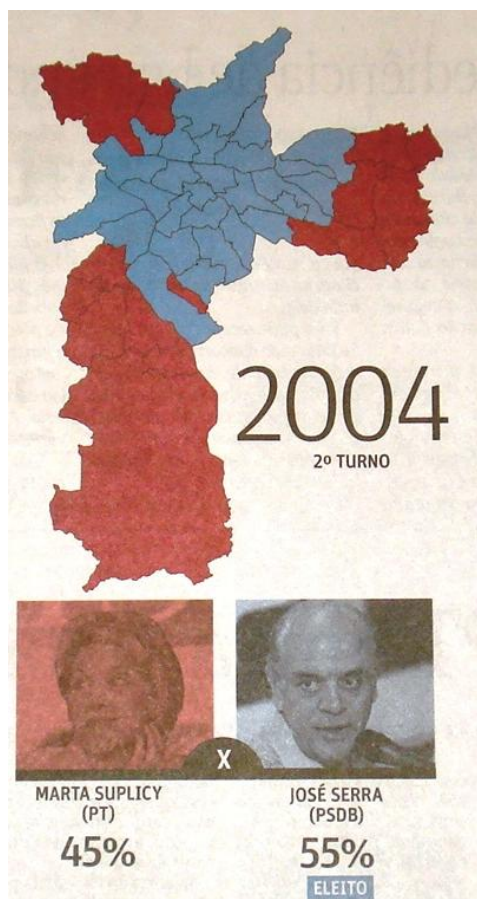 2004
2º TURNO
X
MARTA SUPLICY
(PT)
45%
JOSÉ SERRA
(PSDB)
55%
ELEITO